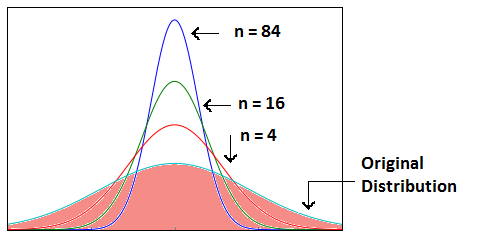 n = 84
n = 16
n = 4
Original
Distribution